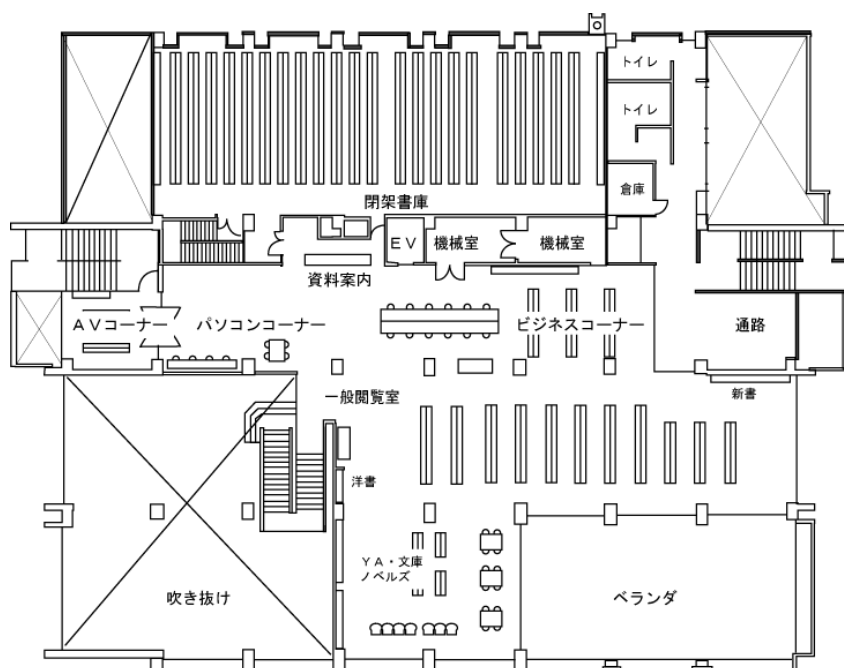 トイレ
トイレ
倉庫
閉架書庫
ＥＶ
機械室
機械室
資料案内
ＡＶコーナー
パソコンコーナー
ビジネスコーナー
通路
一般閲覧室
新書
洋書
ＹＡ・文庫
ノベルズ
吹き抜け
ベランダ